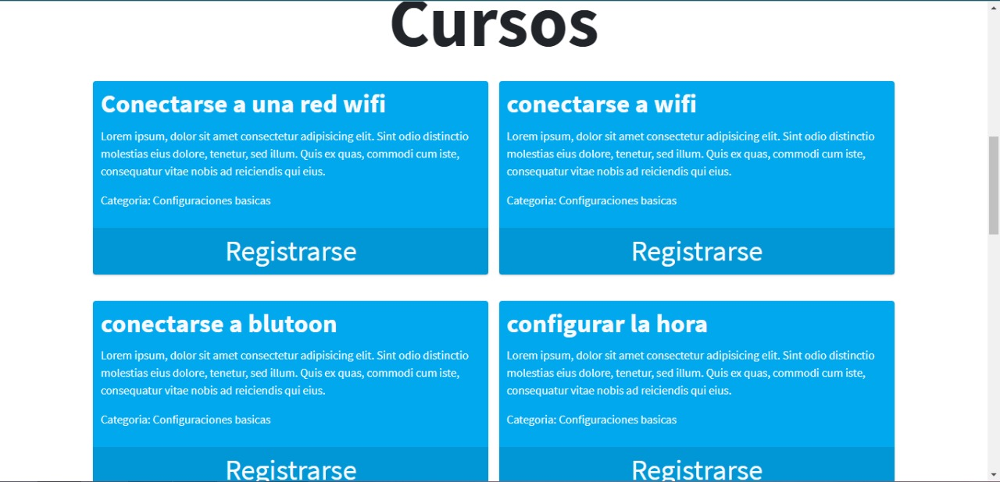 Cursos
Conectarse a una red wifi
Lorem ipsum, dolor sit amet consectetur adipisicing elit. Sint odio distinctio
molestias eius dolore, tenetur, sed illum. Quis ex quas, commodi cum iste,
consequatur vitae nobis ad reiciendis qui eius.
Categoria: Configuraciones basicas
Registrarse
conectarse a wifi
Lorem ipsum, dolor sit amet consectetur adipisicing elit. Sint odio distinctio
molestias eius dolore, tenetur, sed illum. Quis ex quas, commodi cum iste,
consequatur vitae nobis ad reiciendis qui eius.
Categoria: Configuraciones basicas
Registrarse
conectarse a blutoon
Lorem ipsum, dolor sit amet consectetur adipisicing elit. Sint odio distinctio
molestias eius dolore, tenetur, sed illum. Quis ex quas, commodi cum iste,
consequatur vitae nobis ad reiciendis qui eius.
Categoria: Configuraciones basicas
Registrarse
configurar la hora
Lorem ipsum, dolor sit amet consectetur adipisicing elit. Sint odio distinctio
molestias eius dolore, tenetur, sed illum. Quis ex quas, commodi cum iste,
consequatur vitae nobis ad reiciendis qui eius.
Categoria: Configuraciones basicas
Registrarse